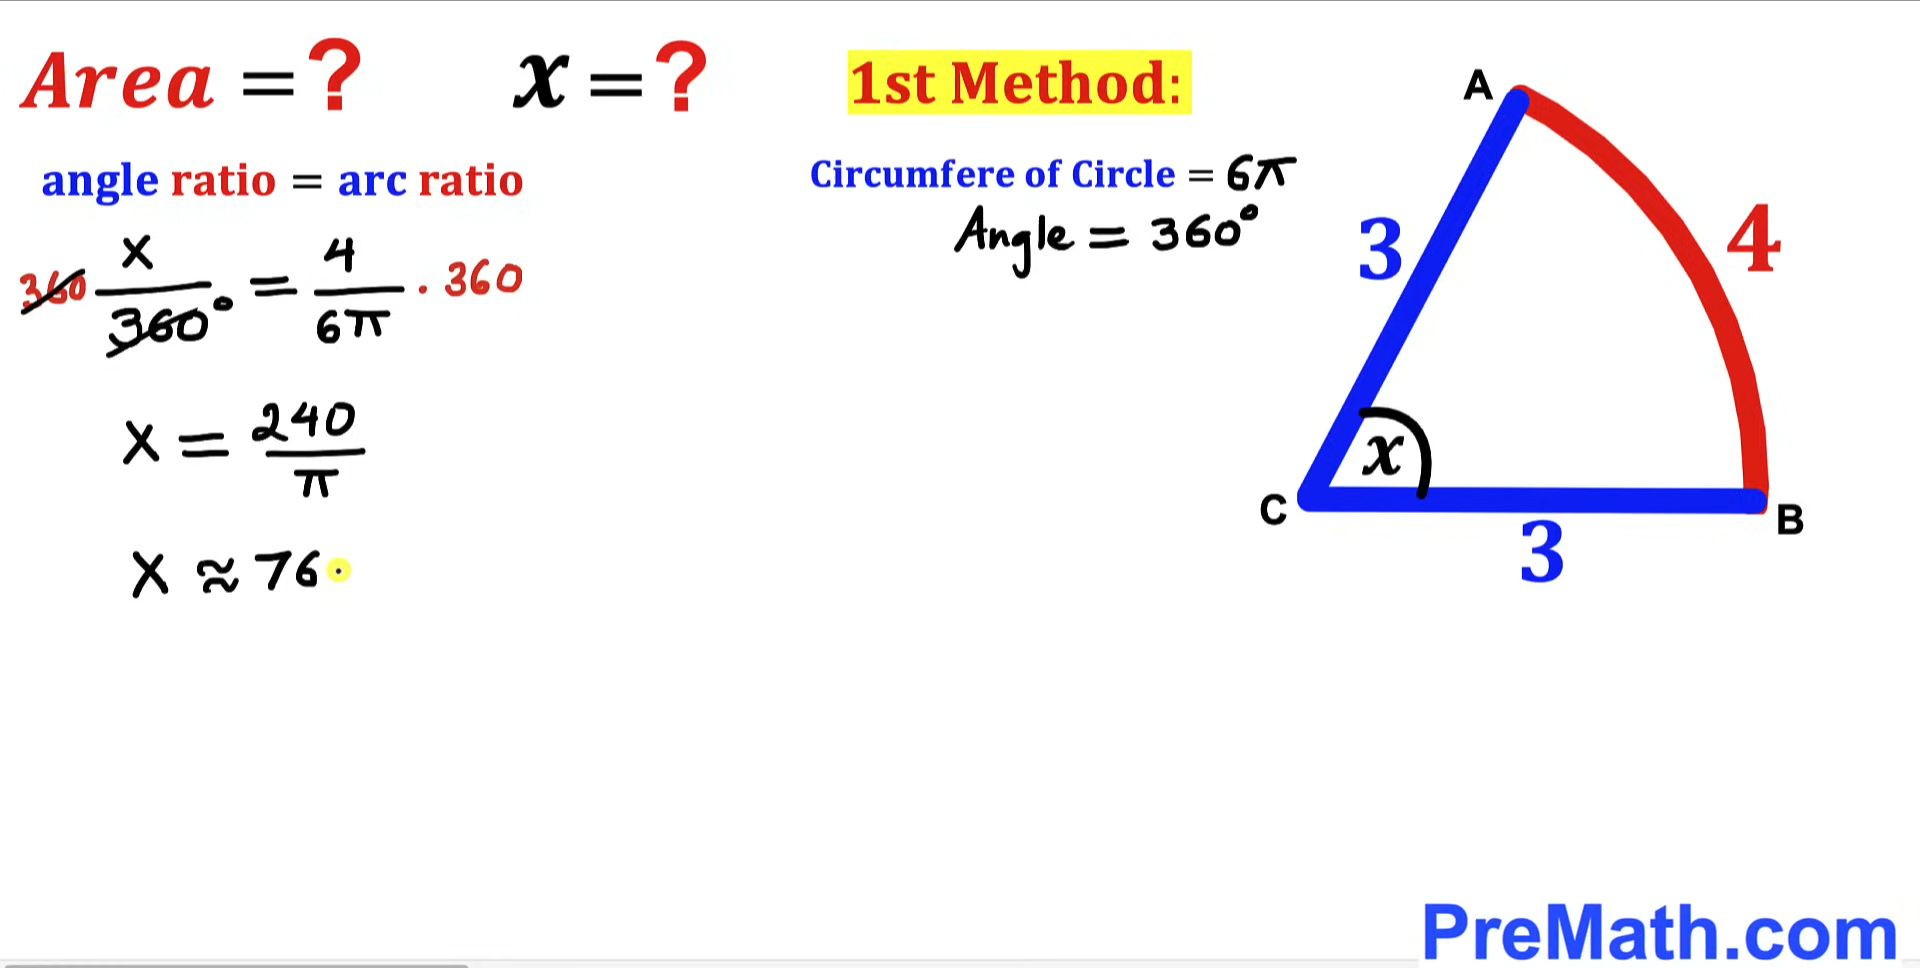 Area = ?
x = ?
1st Method:
angle ratio = arc ratio
Circumfere of Circle = 6π
Angle = 360°
360 x/360° = 4/6π . 360
x = 240/π
x ≈ 76.
A
3
4
x
C
B
3
PreMath.com